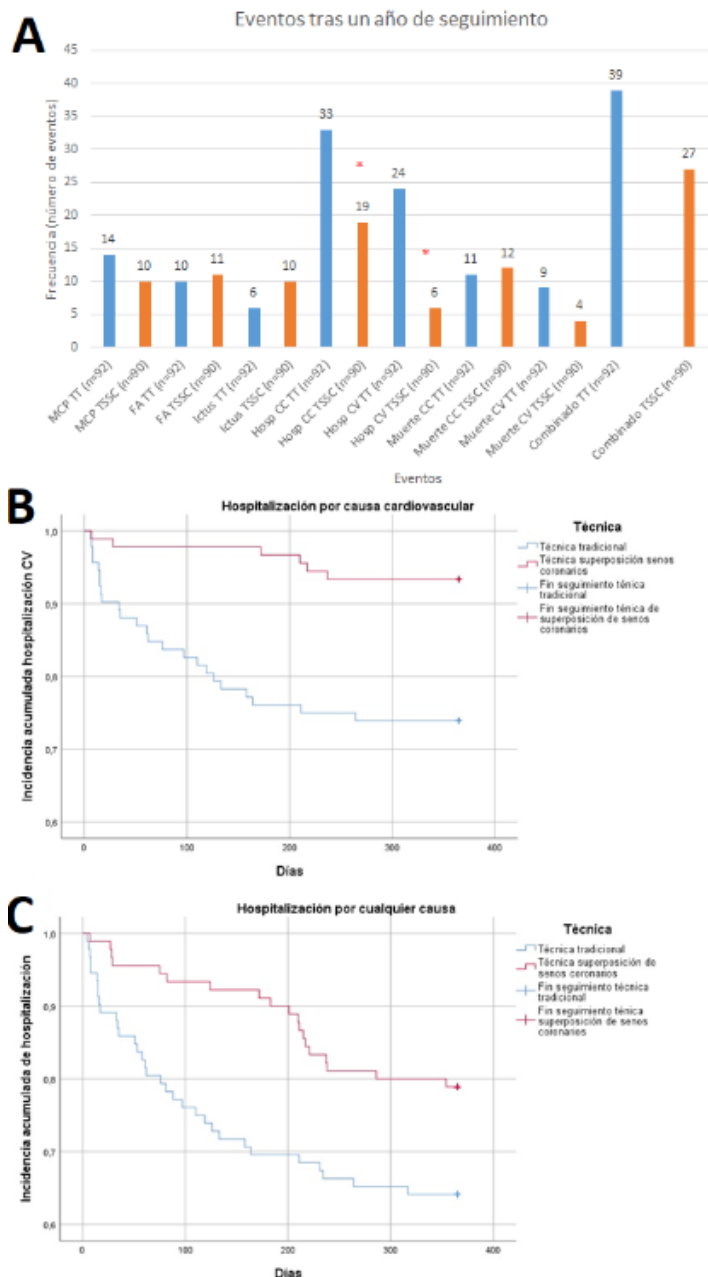 A
Eventos tras un año de seguimiento
Frecuencia (número de eventos)
45
40
35
30
25
20
15
10
5
0
14
10
10
11
6
10
33
*
19
24
*
6
11
12
9
4
39
27
MCP TT (n=92)
MCP TSSC (n=90)
FA TT (n=92)
FA TSSC (n=90)
Ictus TT (n=92)
Ictus TSSC (n=90)
Hosp CC TT (n=92)
Hosp CC TSSC (n=90)
Hosp CV TT (n=92)
Hosp CV TSSC (n=90)
Muerte CC TT (n=92)
Muerte CC TSSC (n=90)
Muerte CV TT (n=92)
Muerte CV TSSC (n=90)
Combinado TT (n=92)
Combinado TSSC (n=90)
Eventos
B
Hospitalización por causa cardiovascular
Incidencia acumulada hospitalización CV
1,0
0,9
0,8
0,7
0,6
0
100
200
300
400
Días
Técnica
Técnica tradicional
Técnica superposición senos
coronarios
Fin seguimiento ténica
tradicional
Fin seguimiento ténica de
superposición de senos
coronarios
C
Hospitalización por cualquier causa
Incidencia acumulada de hospitalización
1,0
0,9
0,8
0,7
0,6
0
100
200
300
400
Días
Técnica
Técnica tradicional
Técnica superposición de
senos coronarios
Fin seguimiento técnica
tradicional
Fin seguimiento ténica
superposición de senos
coronarios